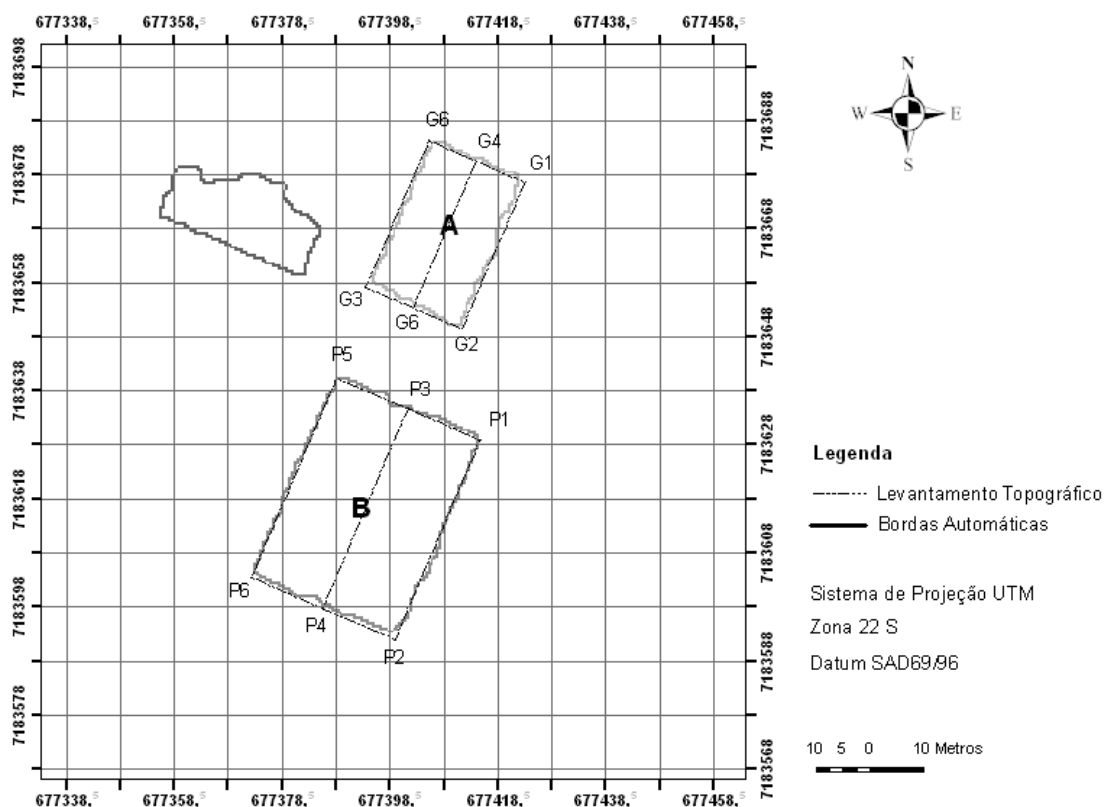 677338,5 677358,5 677378,5 677398,5 677418,5 677438,5 677458,5
7183698
7183688
7183678
7183668
7183658
7183648
7183638
7183628
7183618
7183608
7183598
7183588
7183578
7183568
G6
G4
G1
A
G3
G6
G2
P5
P3
P1
B
P6
P4
P2
N
W E
S
Legenda
Levantamento Topográfico
Bordas Automáticas
Sistema de Projeção UTM
Zona 22 S
Datum SAD69/96
10 5 0 10 Metros
677338,5 677358,5 677378,5 677398,5 677418,5 677438,5 677458,5